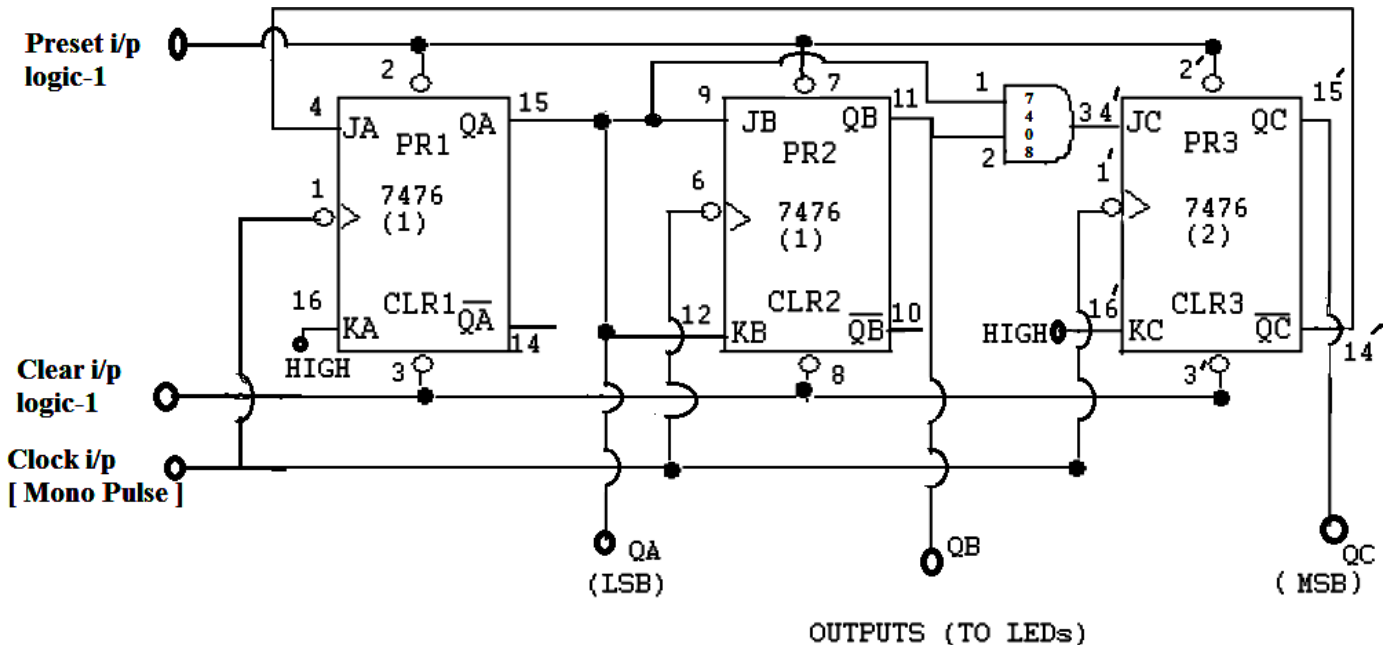 Preset i/p
logic-1
2
7
2'
4
JA
QA
15
PR1
1
7476
(1)
16
KA
HIGH
CLR1
QA
14
3
9
JB
QB
11
PR2
6
7476
(1)
12
KB
CLR2
QB
10
8
1
2
7
4
0
8
3
4'
JC
QC
15'
PR3
1'
7476
(2)
16'
HIGH
KC
CLR3
QC
14'
3'
Clear i/p
logic-1
Clock i/p
[ Mono Pulse ]
QA
(LSB)
QB
QC
( MSB)
OUTPUTS (TO LEDs)